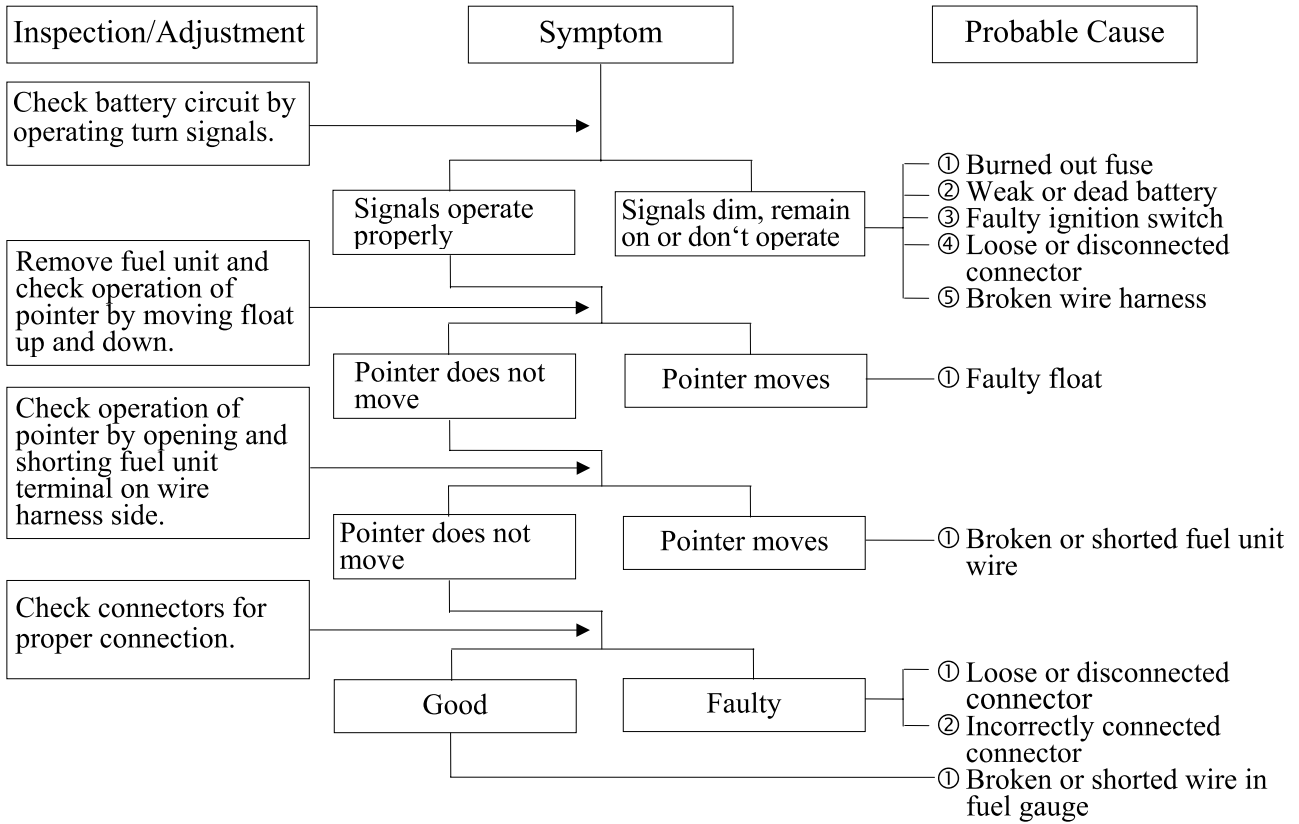 Inspection/Adjustment
Symptom
Probable Cause
Check battery circuit by
operating turn signals.
Signals operate
properly
Signals dim, remain
on or don‘t operate
① Burned out fuse
② Weak or dead battery
③ Faulty ignition switch
④ Loose or disconnected
connector
⑤ Broken wire harness
Remove fuel unit and
check operation of
pointer by moving float
up and down.
Pointer does not
move
Pointer moves
① Faulty float
Check operation of
pointer by opening and
shorting fuel unit
terminal on wire
harness side.
Pointer does not
move
Pointer moves
① Broken or shorted fuel unit
wire
Check connectors for
proper connection.
Good
Faulty
① Loose or disconnected
connector
② Incorrectly connected
connector
① Broken or shorted wire in
fuel gauge